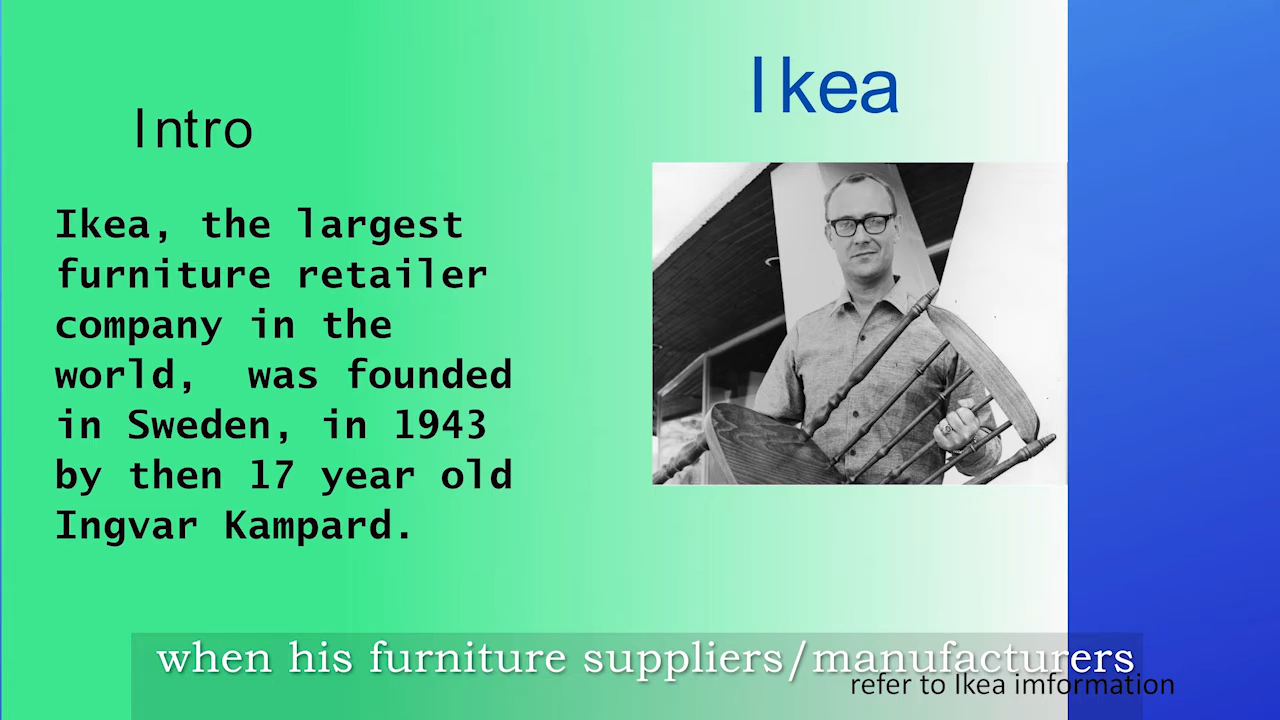 Ikea
Intro
Ikea, the largest
furniture retailer
company in the
world,  was founded
in Sweden, in 1943
by then 17 year old
Ingvar Kampard.
when his furniture suppliers/manufacturers
refer to Ikea imformation